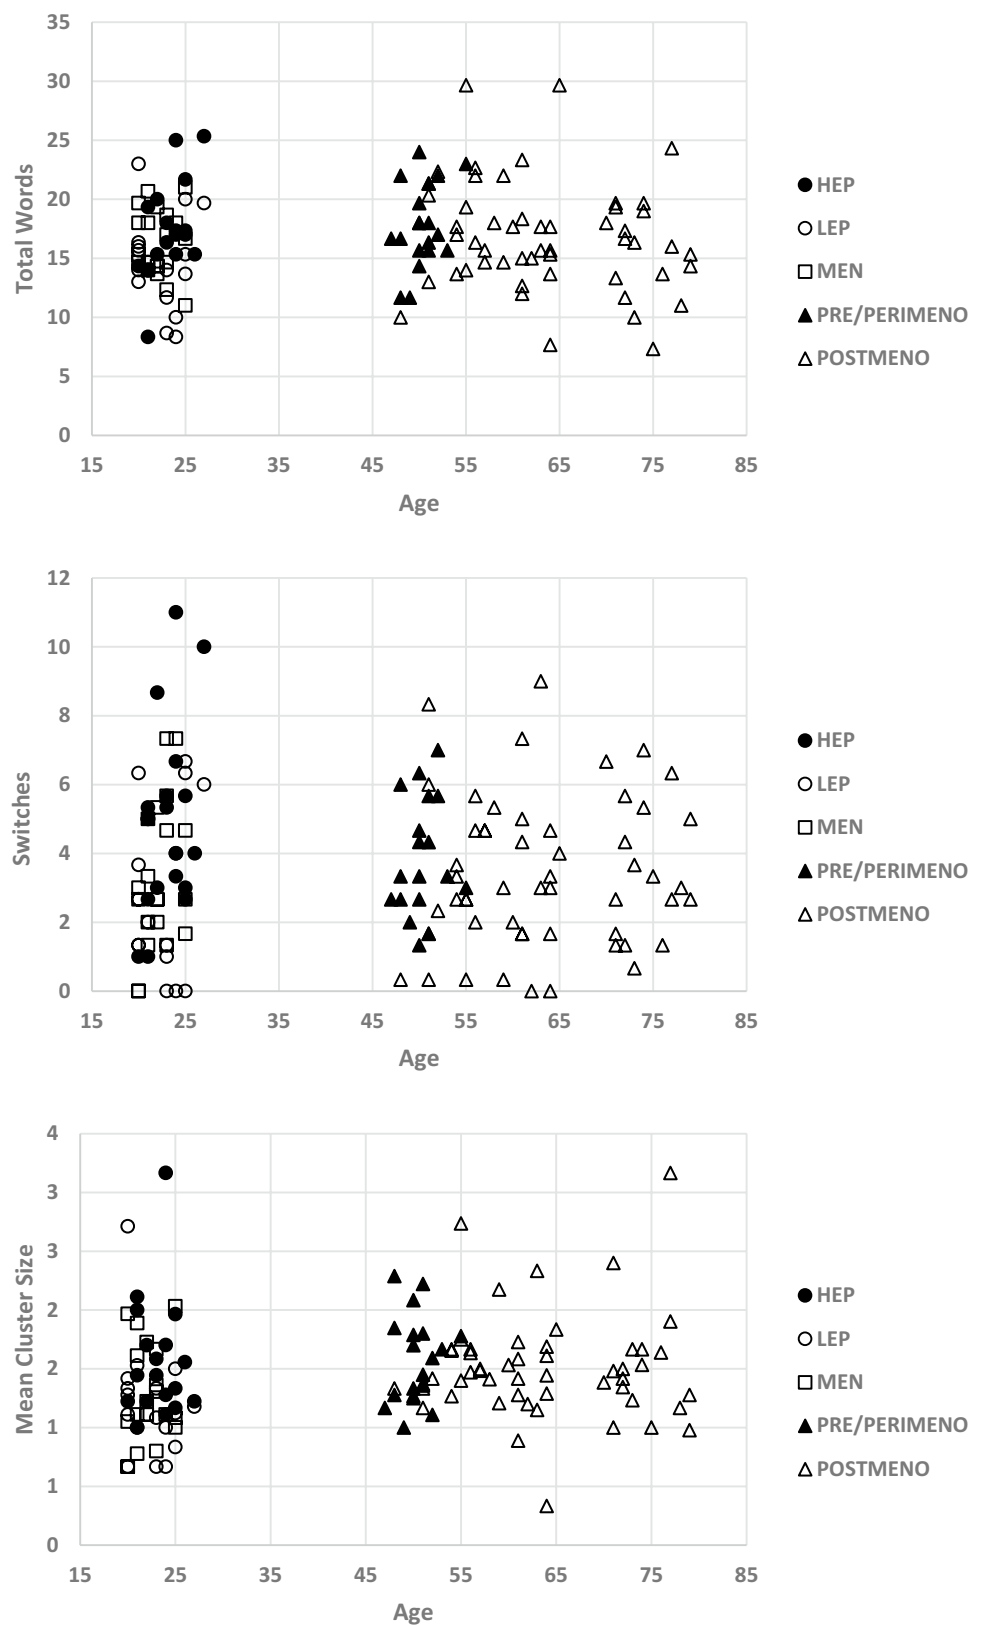 35
30
25
20
15
10
5
0
Total Words
15 25 35 45 55 65 75 85
Age
HEP
LEP
MEN
PRE/PERIMENO
POSTMENO
12
10
8
6
4
2
0
Switches
15 25 35 45 55 65 75 85
Age
HEP
LEP
MEN
PRE/PERIMENO
POSTMENO
4
3
3
2
2
1
1
0
Mean Cluster Size
15 25 35 45 55 65 75 85
Age
HEP
LEP
MEN
PRE/PERIMENO
POSTMENO